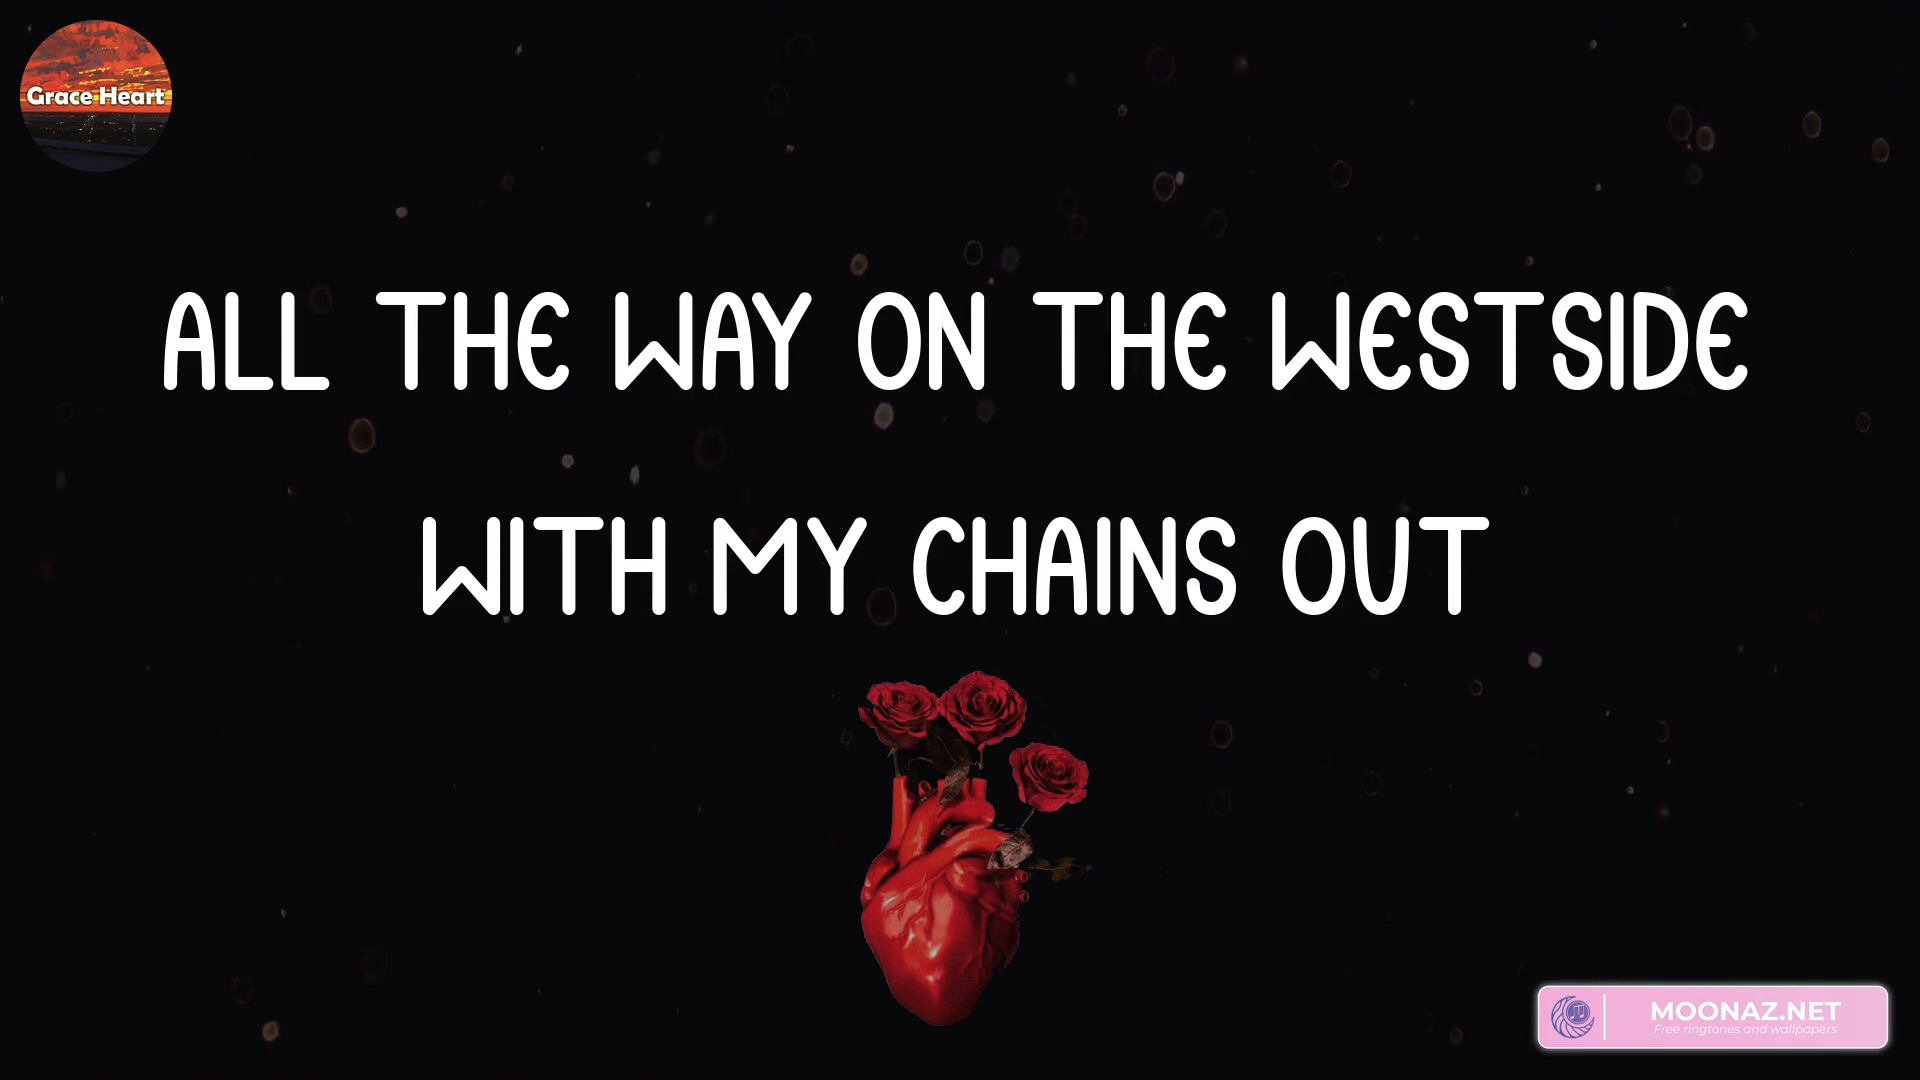 Grace Heart
ALL THE WAY ON THE WESTSIDE
WITH MY CHAINS OUT
MOONAZ.NET
Free ringtones and wallpapers